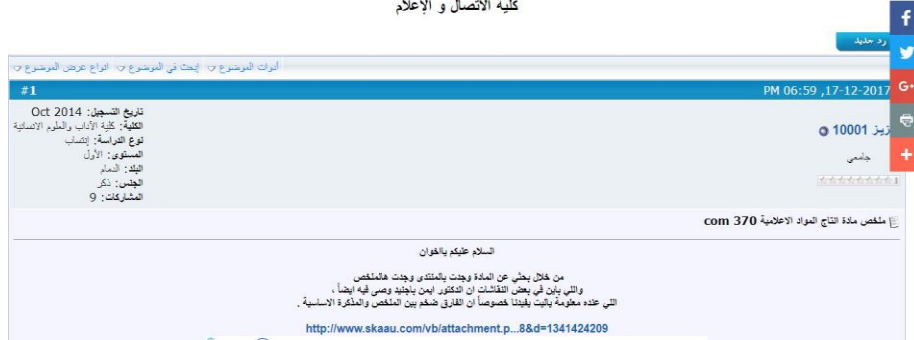 كلية الاتصال و الإعلام
رد جديد
أدوات الموضوع إبحث في الموضوع انواع عرض الموضوع
17-12-2017, 06:59 PM #1
10001
جامعي
تاريخ التسجيل: Oct 2014
الكلية: كلية الآداب والعلوم الانسانية
نوع الدراسة: إنتساب
المستوى: الأول
البلد: الدمام
الجنس: ذكر
المشاركات: 9
ملخص مادة انتاج المواد الاعلامية com 370
السلام عليكم يااخوان
من خلال بحثي عن المادة وجدت بالمنتدى وجدت هالملخص
واللي باين في بعض النقاشات ان الدكتور ايمن باجنيد وصى فيه ايضاً ،
اللي عنده معلومة ياليت يفيدنا خصوصاً ان الفارق ضخم بين الملخص والمذكرة الاساسية .
http://www.skaau.com/vb/attachment.p...8&d=1341424209